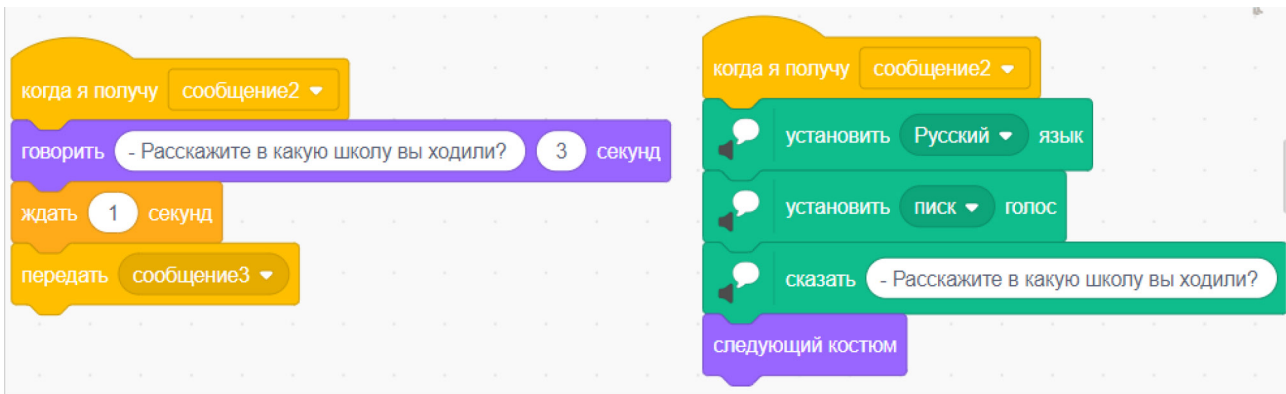 когда я получу сообщение2
говорить - Расскажите в какую школу вы ходили? 3 секунд
ждать 1 секунд
передать сообщение3
когда я получу сообщение2
установить Русский язык
установить писк голос
сказать - Расскажите в какую школу вы ходили?
следующий костюм